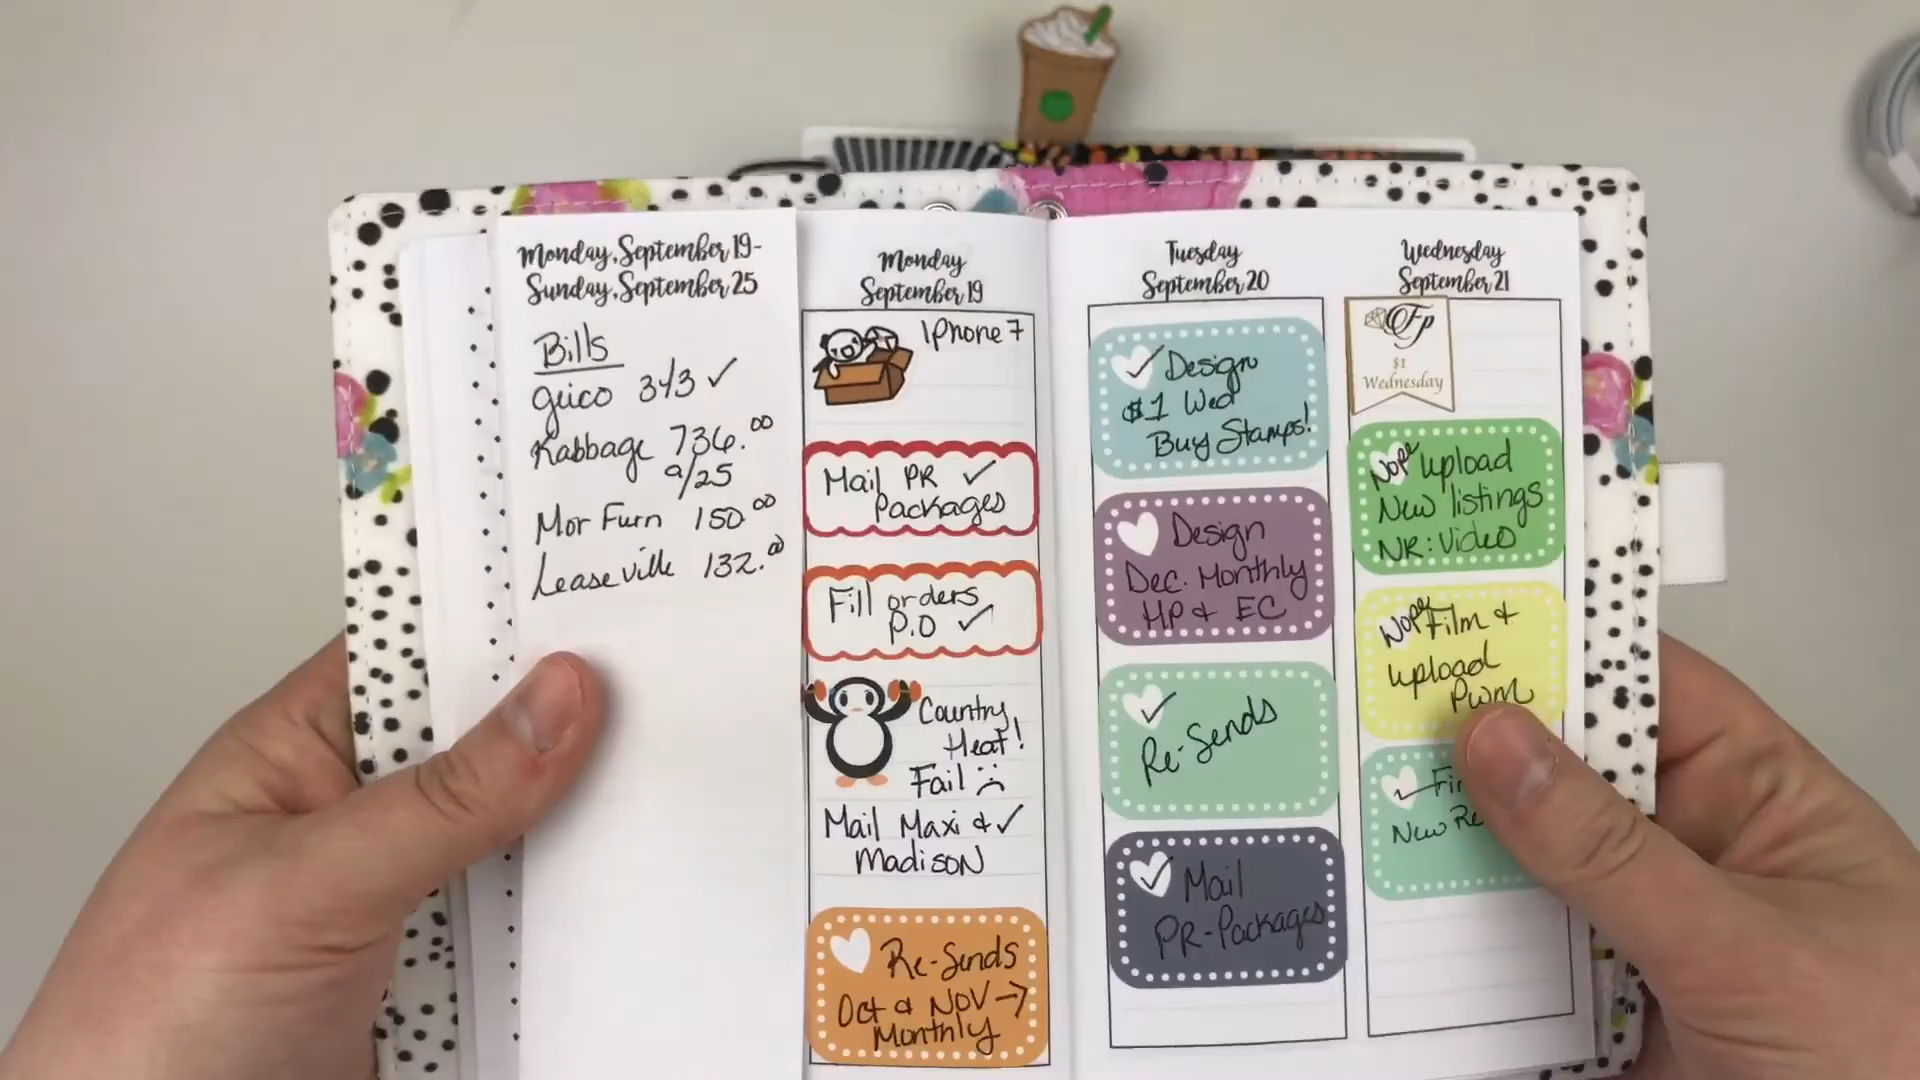 Monday, September 19-
Sunday, September 25
Bills
geico 343 ✓
Kabbage 736.00
9/25
Mor Furn 150.00
Leaseville 132.00
Monday
September 19
IPhone 7
Mail PR ✓
Packages
Fill orders
P.O ✓
Country
Heat!
Fail
Mail Maxi & ✓
Madison
Re-Sends
Oct & Nov →
Monthly
Tuesday
September 20
✓ Design
$1 Wed
Buy Stamps!
Design
Dec. Monthly
HP & EC
✓
Re-Sends
✓ Mail
PR-Packages
Wednesday
September 21
Fp
$1
Wednesday
Nope upload
New listings
NR: Video
Nope Film &
upload
PWM
✓
New